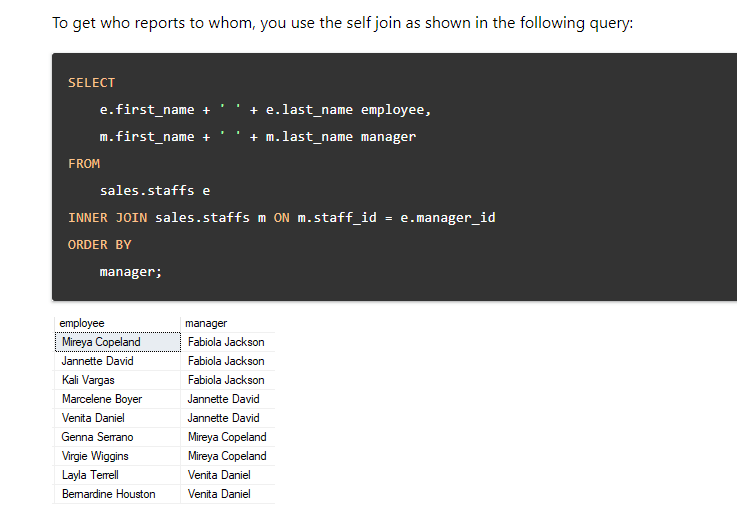 To get who reports to whom, you use the self join as shown in the following query:
SELECT
e.first_name + ' ' + e.last_name employee,
m.first_name + ' ' + m.last_name manager
FROM
sales.staffs e
INNER JOIN sales.staffs m ON m.staff_id = e.manager_id
ORDER BY
manager;
employee manager
Mireya Copeland Fabiola Jackson
Jannette David Fabiola Jackson
Kali Vargas Fabiola Jackson
Marcelene Boyer Jannette David
Venita Daniel Jannette David
Genna Serrano Mireya Copeland
Virgie Wiggins Mireya Copeland
Layla Terrell Venita Daniel
Bernardine Houston Venita Daniel